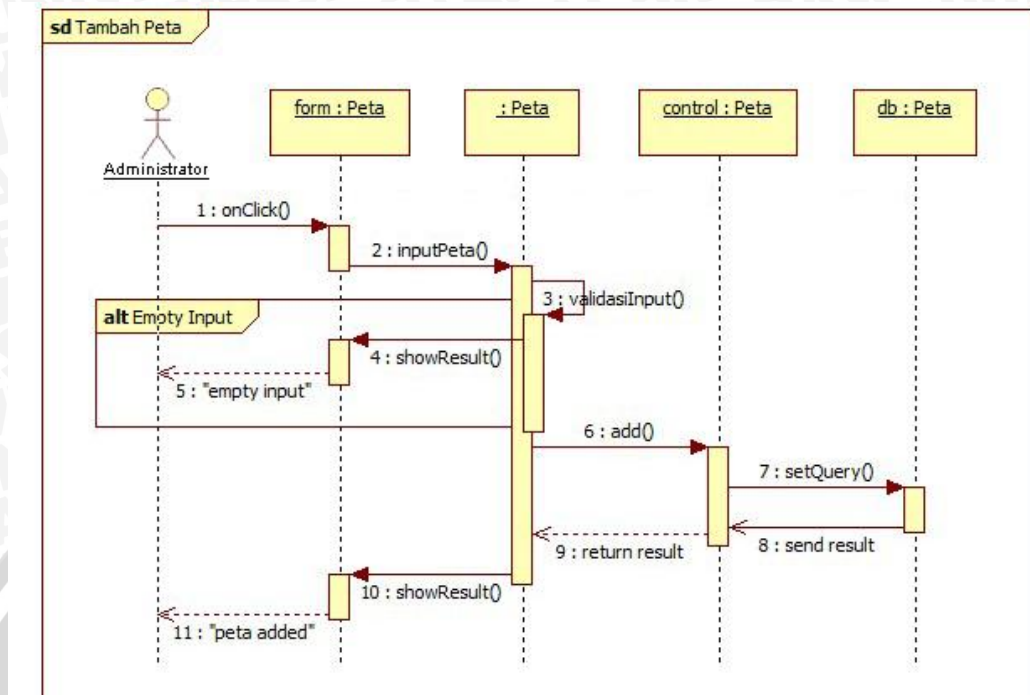 sd Tambah Peta
form : Peta
: Peta
control : Peta
db : Peta
Administrator
1 : onClick()
2 : inputPeta()
3 : validasiInput()
alt Empty Input
4 : showResult()
5 : "empty input"
6 : add()
7 : setQuery()
8 : send result
9 : return result
10 : showResult()
11 : "peta added"